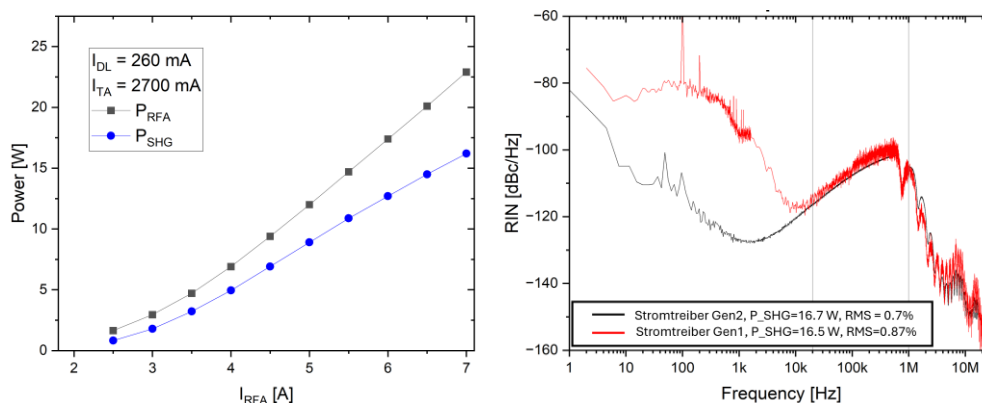 25
20
15
10
5
0
Power [W]
I_DL = 260 mA
I_TA = 2700 mA
P_RFA
P_SHG
2 3 4 5 6 7
I_RFA [A]
−60
−80
−100
−120
−140
−160
RIN [dBc/Hz]
Stromtreiber Gen2, P_SHG=16.7 W, RMS = 0.7%
Stromtreiber Gen1, P_SHG=16.5 W, RMS=0.87%
1 10 100 1k 10k 100k 1M 10M
Frequency [Hz]